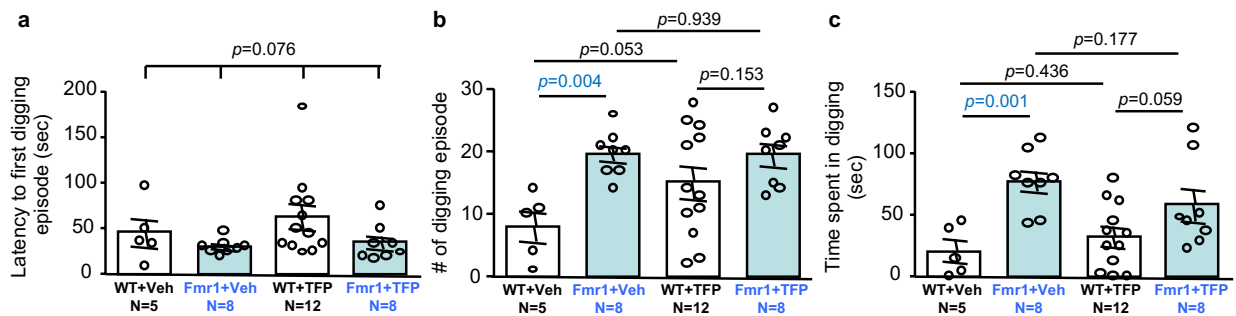 a
p=0.076
Latency to first digging
episode (sec)
200
150
100
50
0
WT+Veh
N=5
Fmr1+Veh
N=8
WT+TFP
N=12
Fmr1+TFP
N=8
b
p=0.939
p=0.053
p=0.004
p=0.153
# of digging episode
30
20
10
0
WT+Veh
N=5
Fmr1+Veh
N=8
WT+TFP
N=12
Fmr1+TFP
N=8
c
p=0.177
p=0.436
p=0.001
p=0.059
Time spent in digging
(sec)
150
100
50
0
WT+Veh
N=5
Fmr1+Veh
N=8
WT+TFP
N=12
Fmr1+TFP
N=8